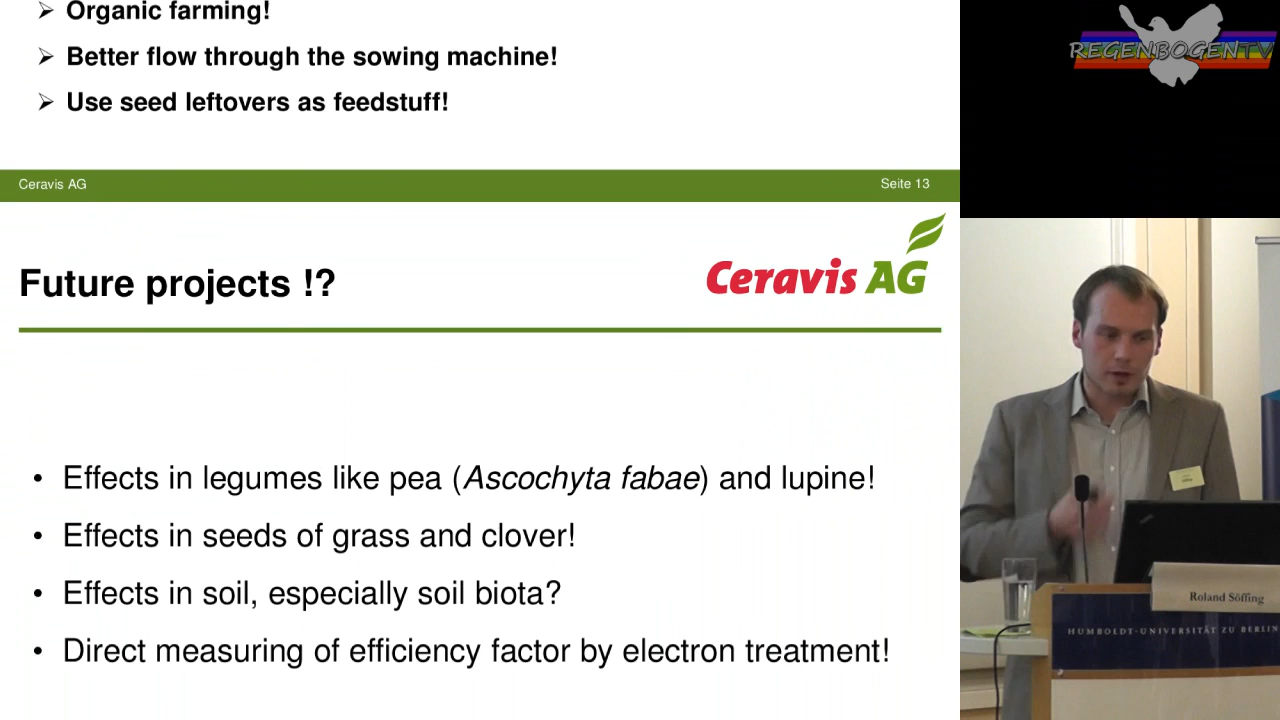 ➢ Organic farming!
➢ Better flow through the sowing machine!
➢ Use seed leftovers as feedstuff!
Ceravis AG
Seite 13
Future projects !?
Ceravis AG
• Effects in legumes like pea (Ascochyta fabae) and lupine!
• Effects in seeds of grass and clover!
• Effects in soil, especially soil biota?
• Direct measuring of efficiency factor by electron treatment!
REGENBOGENTV
Roland Söffing
HUMBOLDT-UNIVERSITÄT ZU BERLIN